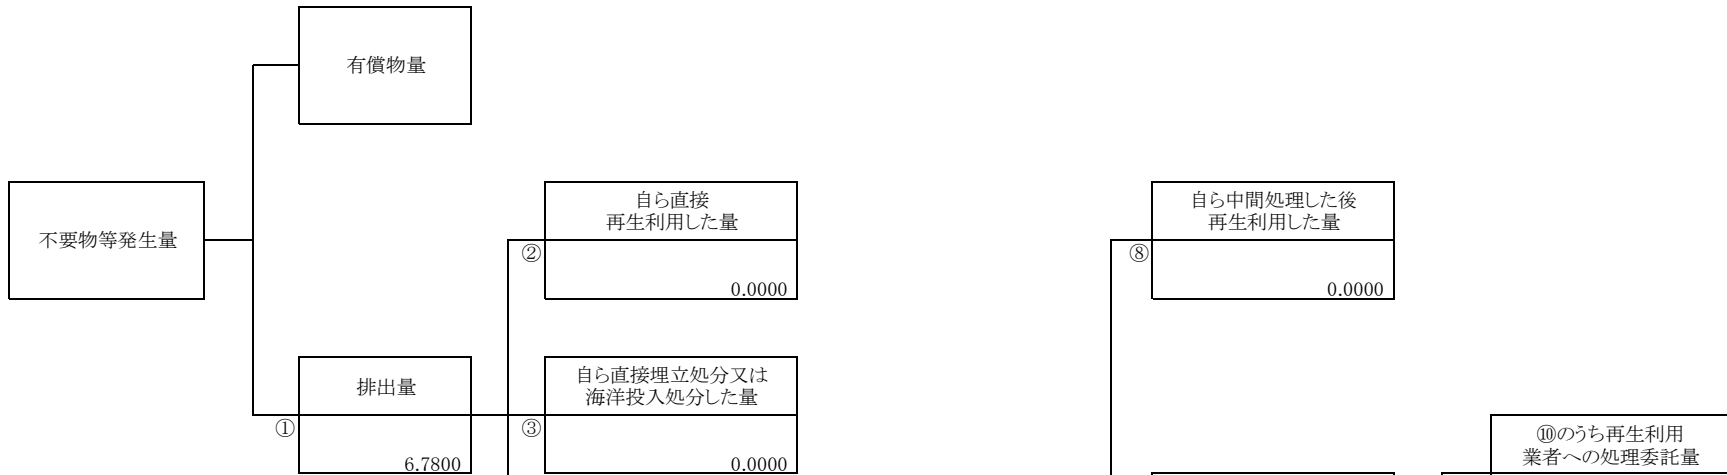 有償物量
不要物等発生量
自ら直接
再生利用した量
②
0.0000
自ら中間処理した後
再生利用した量
⑧
0.0000
排出量
①
6.7800
自ら直接埋立処分又は
海洋投入処分した量
③
0.0000
⑩のうち再生利用
業者への処理委託量